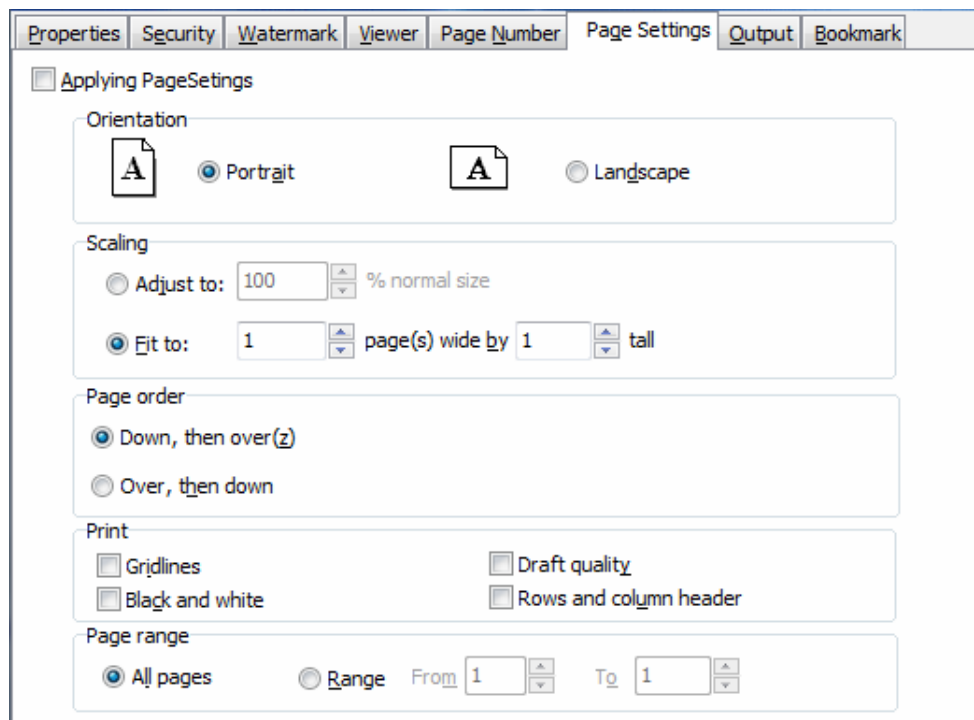 Properties Security Watermark Viewer Page Number Page Settings Output Bookmark
Applying PageSetings
Orientation
A Portrait A Landscape
Scaling
Adjust to: 100 % normal size
Fit to: 1 page(s) wide by 1 tall
Page order
Down, then over(z)
Over, then down
Print
Gridlines Draft quality
Black and white Rows and column header
Page range
All pages Range From 1 To 1